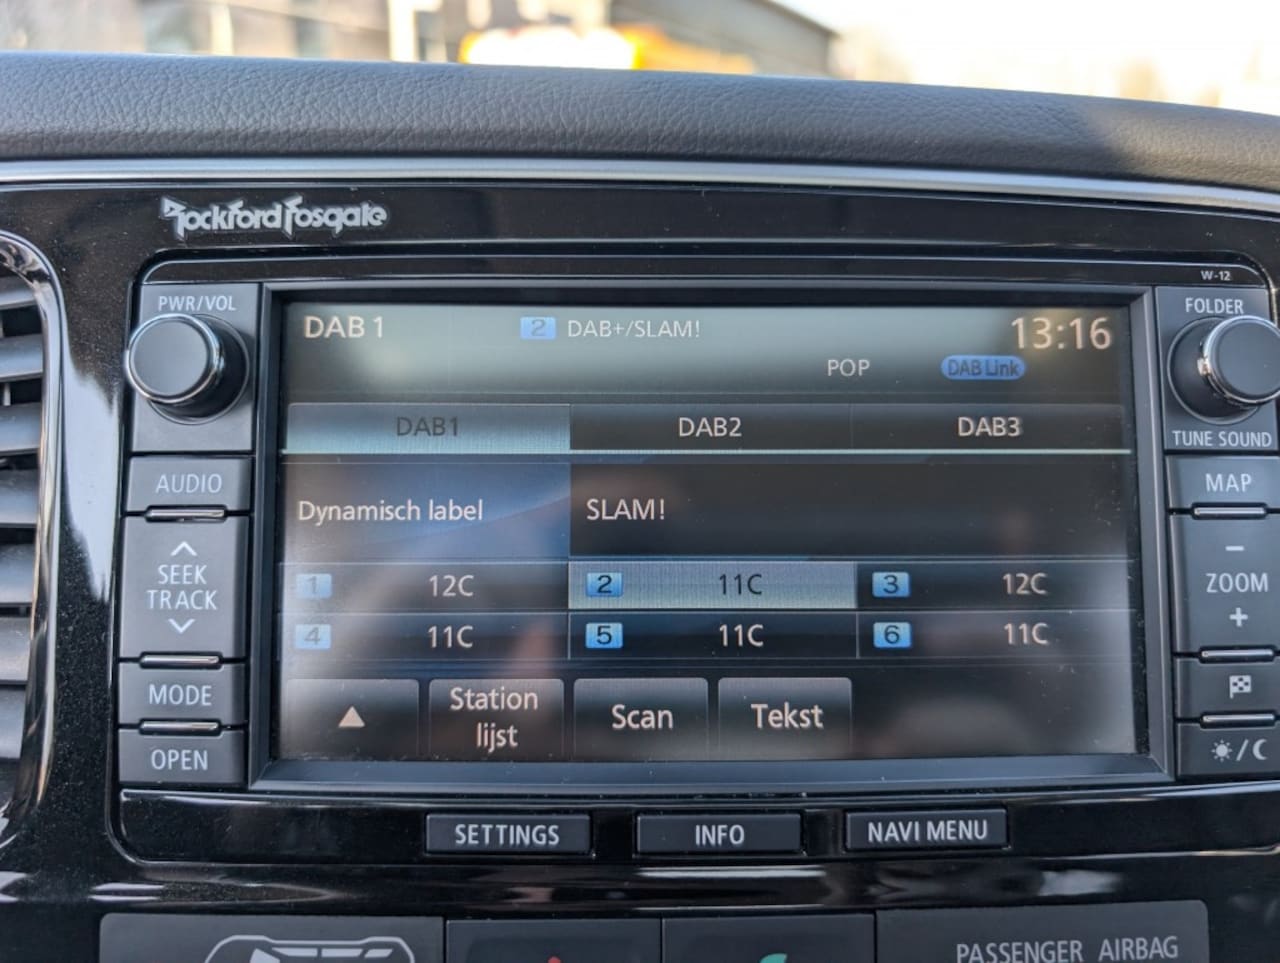 Rockford Fosgate
W-12
PWR/VOL
FOLDER
DAB 1
2 DAB+/SLAM!
13:16
POP
DAB Link
TUNE SOUND
DAB1
DAB2
DAB3
AUDIO
MAP
Dynamisch label
SLAM!
SEEK
TRACK
−
ZOOM
+
1 12C
2 11C
3 12C
4 11C
5 11C
6 11C
MODE
Station
lijst
Scan
Tekst
OPEN
SETTINGS
INFO
NAVI MENU
PASSENGER AIRBAG